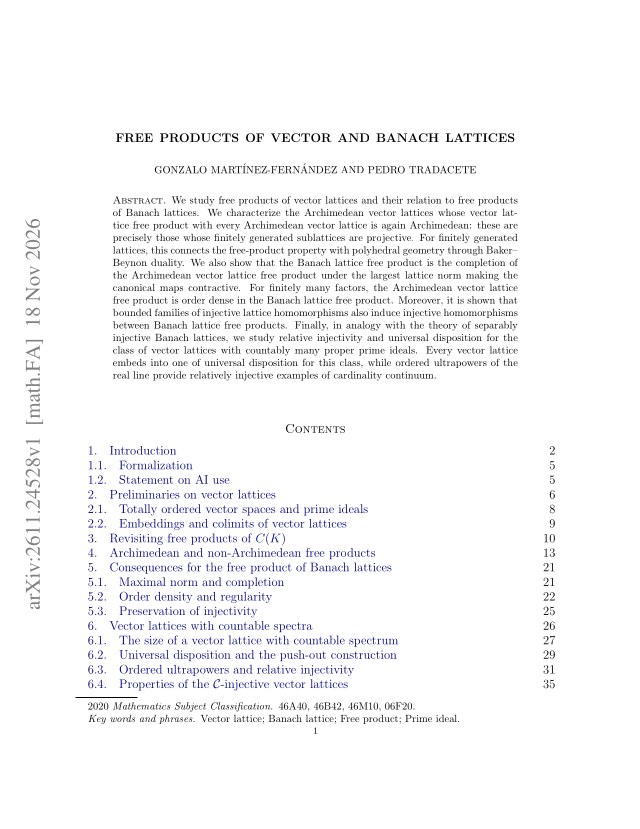 FREE PRODUCTS OF VECTOR AND BANACH LATTICES
GONZALO MARTÍNEZ-FERNÁNDEZ AND PEDRO TRADACETE
Abstract. We study free products of vector lattices and their relation to free products
of Banach lattices. We characterize the Archimedean vector lattices whose vector lat-
tice free product with every Archimedean vector lattice is again Archimedean: these are
precisely those whose finitely generated sublattices are projective. For finitely generated
lattices, this connects the free-product property with polyhedral geometry through Baker–
Beynon duality. We also show that the Banach lattice free product is the completion of
the Archimedean vector lattice free product under the largest lattice norm making the
canonical maps contractive. For finitely many factors, the Archimedean vector lattice
free product is order dense in the Banach lattice free product. Moreover, it is shown that
bounded families of injective lattice homomorphisms also induce injective homomorphisms
between Banach lattice free products. Finally, in analogy with the theory of separably
injective Banach lattices, we study relative injectivity and universal disposition for the
class of vector lattices with countably many proper prime ideals. Every vector lattice
embeds into one of universal disposition for this class, while ordered ultrapowers of the
real line provide relatively injective examples of cardinality continuum.
Contents
1. Introduction 2
1.1. Formalization 5
1.2. Statement on AI use 5
2. Preliminaries on vector lattices 6
2.1. Totally ordered vector spaces and prime ideals 8
2.2. Embeddings and colimits of vector lattices 9
3. Revisiting free products of C(K) 10
4. Archimedean and non-Archimedean free products 13
5. Consequences for the free product of Banach lattices 21
5.1. Maximal norm and completion 21
5.2. Order density and regularity 22
5.3. Preservation of injectivity 25
6. Vector lattices with countable spectra 26
6.1. The size of a vector lattice with countable spectrum 27
6.2. Universal disposition and the push-out construction 29
6.3. Ordered ultrapowers and relative injectivity 31
6.4. Properties of the C-injective vector lattices 35
2020 Mathematics Subject Classification. 46A40, 46B42, 46M10, 06F20.
Key words and phrases. Vector lattice; Banach lattice; Free product; Prime ideal.
1
arXiv:2611.24528v1 [math.FA] 18 Nov 2026